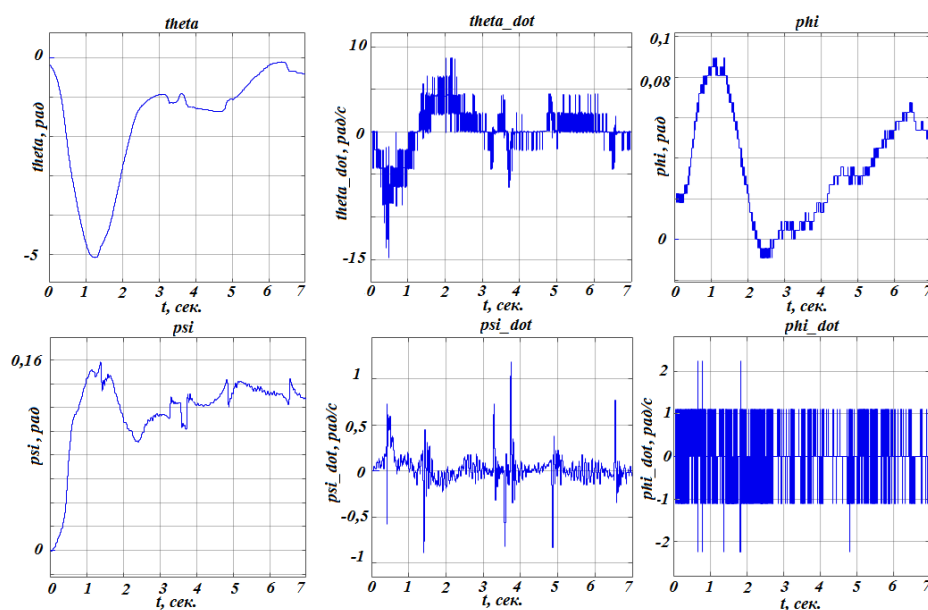 theta
theta_dot
phi
0
-5
theta, рад
0 1 2 3 4 5 6 7
t, сек.
10
0
-15
theta_dot, рад/с
0 1 2 3 4 5 6 7
t, сек.
0,1
0,08
0
phi, рад
0 1 2 3 4 5 6 7
t, сек.
psi
psi_dot
phi_dot
0,16
0
psi, рад
0 1 2 3 4 5 6 7
t, сек.
1
0,5
0
-0,5
-1
psi_dot, рад/с
0 1 2 3 4 5 6 7
t, сек.
2
1
0
-1
-2
phi_dot, рад/с
0 1 2 3 4 5 6 7
t, сек.